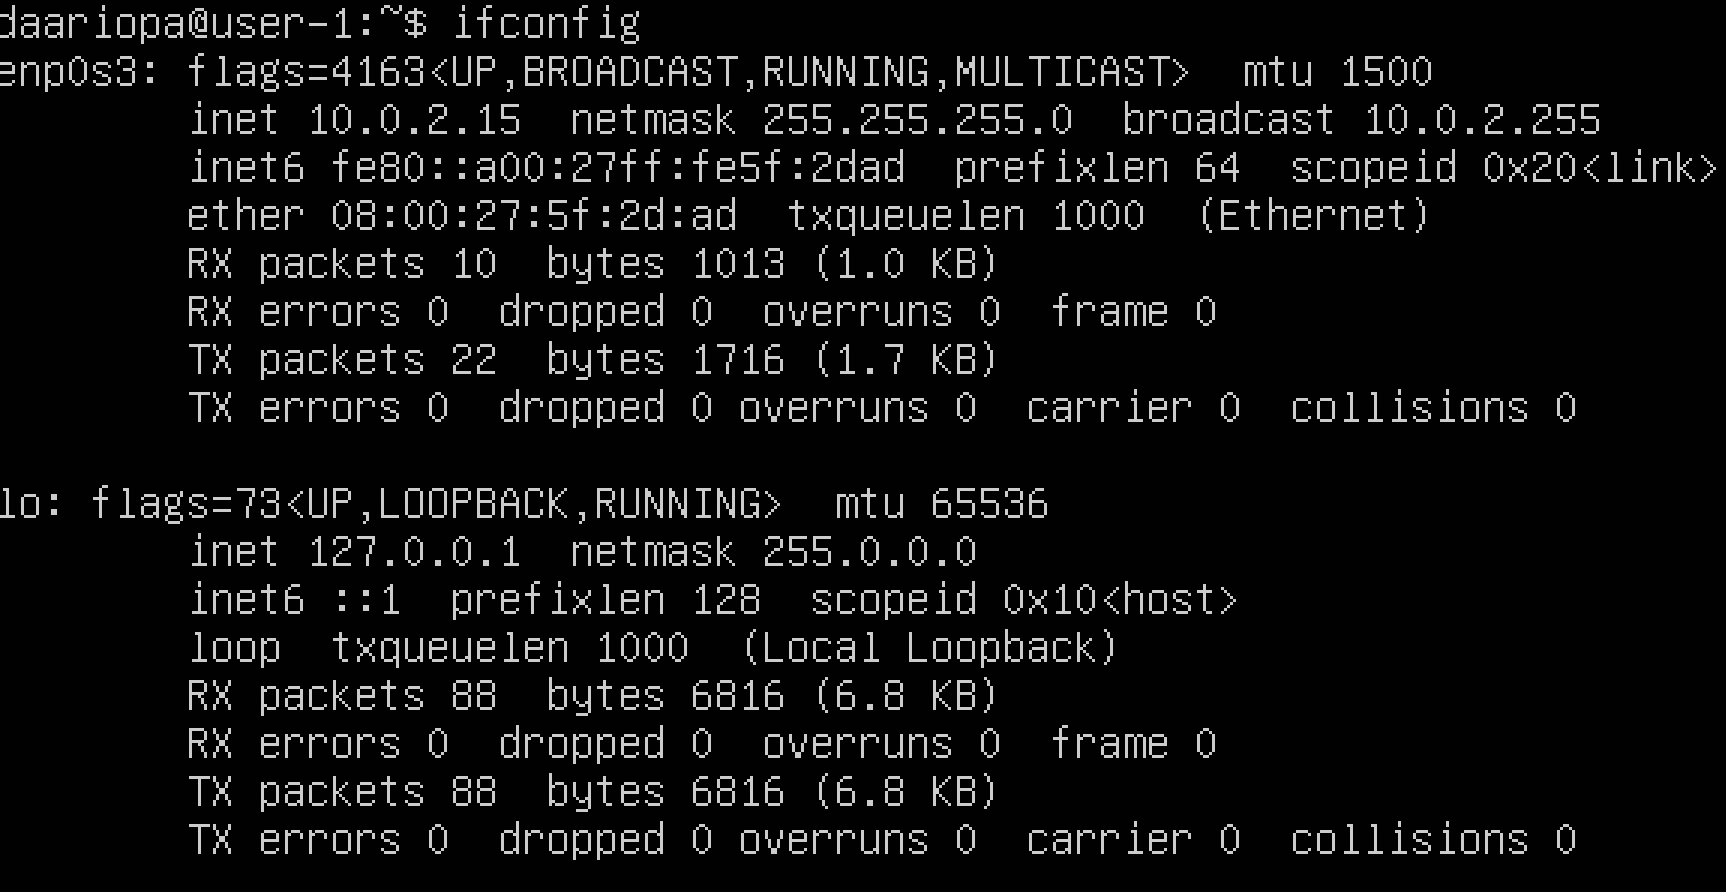 daariopa@user-1:~$ ifconfig
enp0s3: flags=4163<UP,BROADCAST,RUNNING,MULTICAST>  mtu 1500
        inet 10.0.2.15  netmask 255.255.255.0  broadcast 10.0.2.255
        inet6 fe80::a00:27ff:fe5f:2dad  prefixlen 64  scopeid 0x20<link>
        ether 08:00:27:5f:2d:ad  txqueuelen 1000  (Ethernet)
        RX packets 10  bytes 1013 (1.0 KB)
        RX errors 0  dropped 0  overruns 0  frame 0
        TX packets 22  bytes 1716 (1.7 KB)
        TX errors 0  dropped 0 overruns 0  carrier 0  collisions 0

lo: flags=73<UP,LOOPBACK,RUNNING>  mtu 65536
        inet 127.0.0.1  netmask 255.0.0.0
        inet6 ::1  prefixlen 128  scopeid 0x10<host>
        loop  txqueuelen 1000  (Local Loopback)
        RX packets 88  bytes 6816 (6.8 KB)
        RX errors 0  dropped 0  overruns 0  frame 0
        TX packets 88  bytes 6816 (6.8 KB)
        TX errors 0  dropped 0 overruns 0  carrier 0  collisions 0